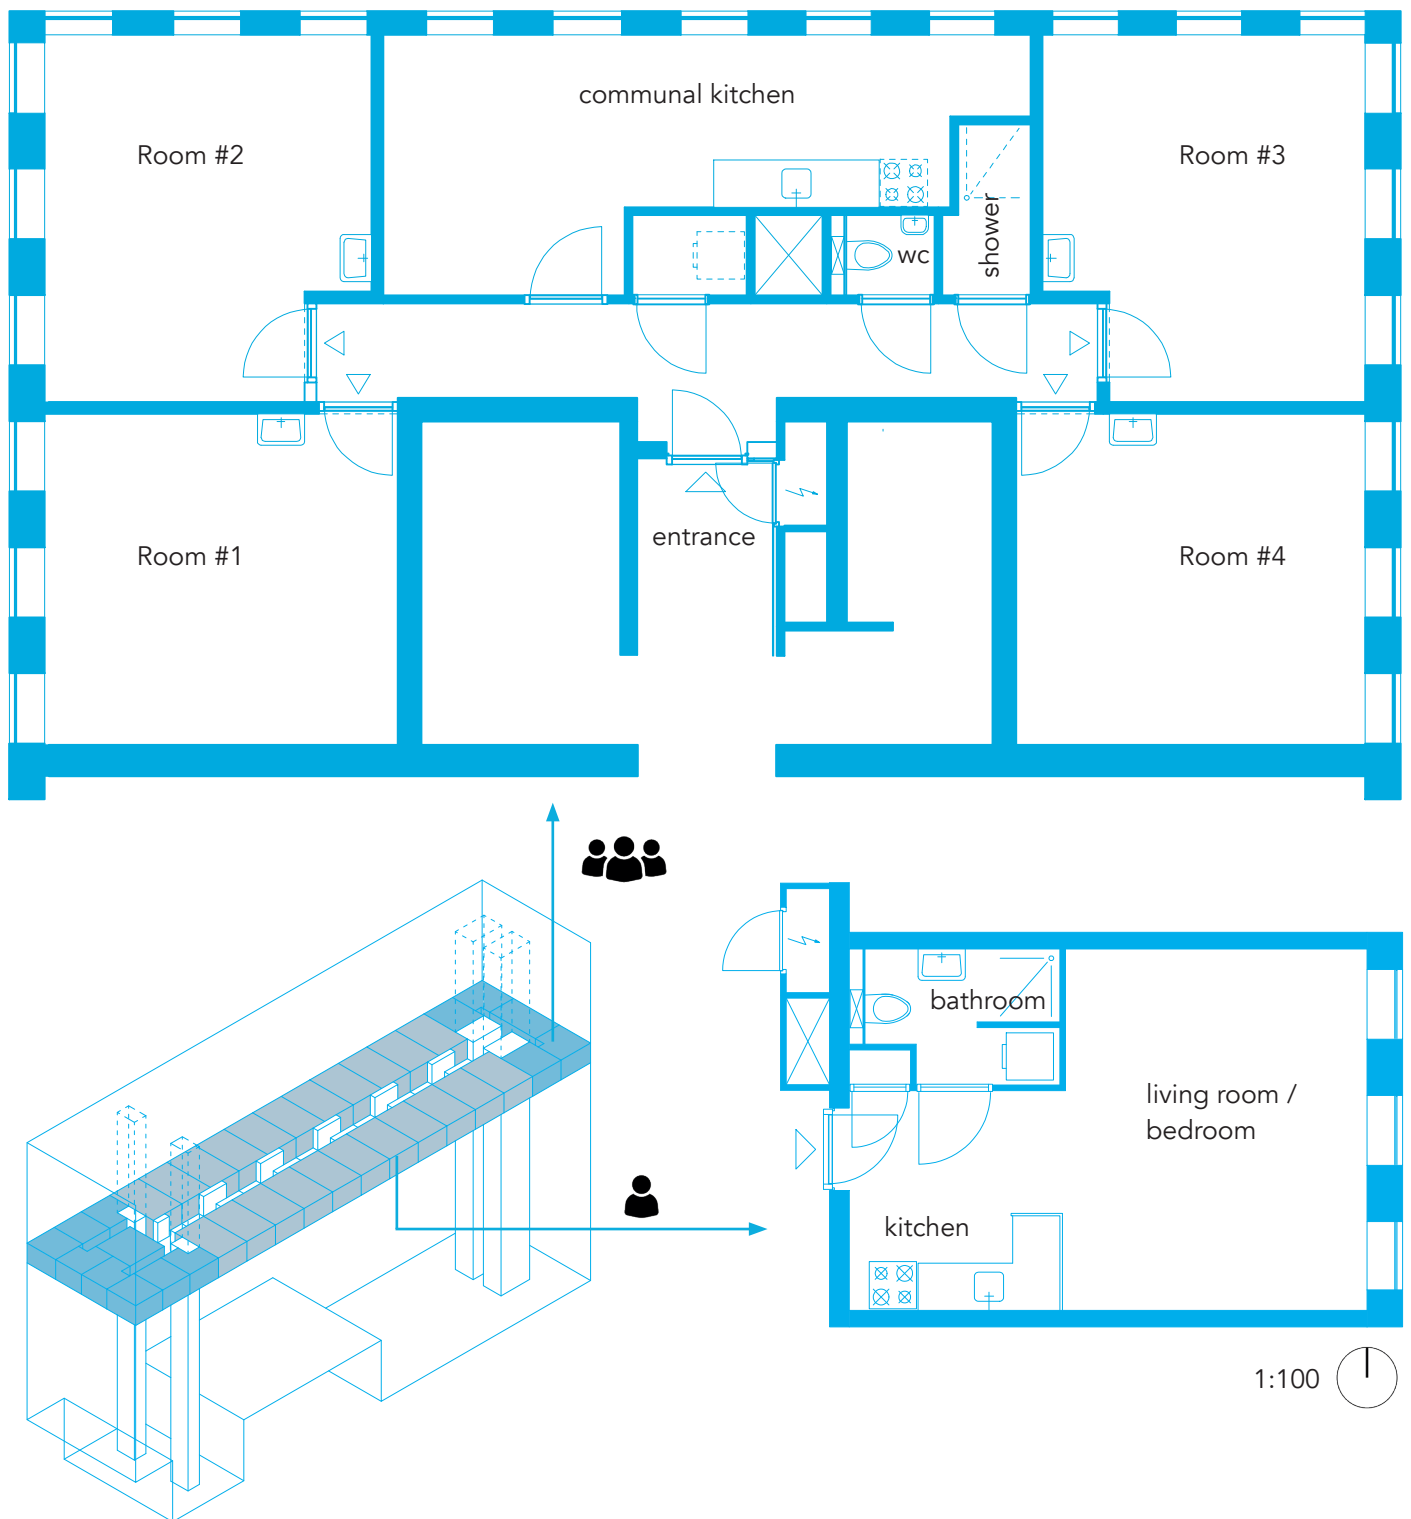 communal kitchen
Room #2
Room #3
shower
wc
entrance
Room #1
Room #4
bathroom
living room /
bedroom
kitchen
1:100